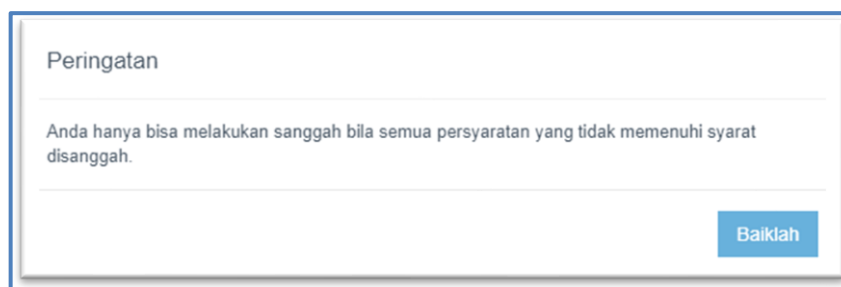 Peringatan
Anda hanya bisa melakukan sanggah bila semua persyaratan yang tidak memenuhi syarat
disanggah.
Baiklah